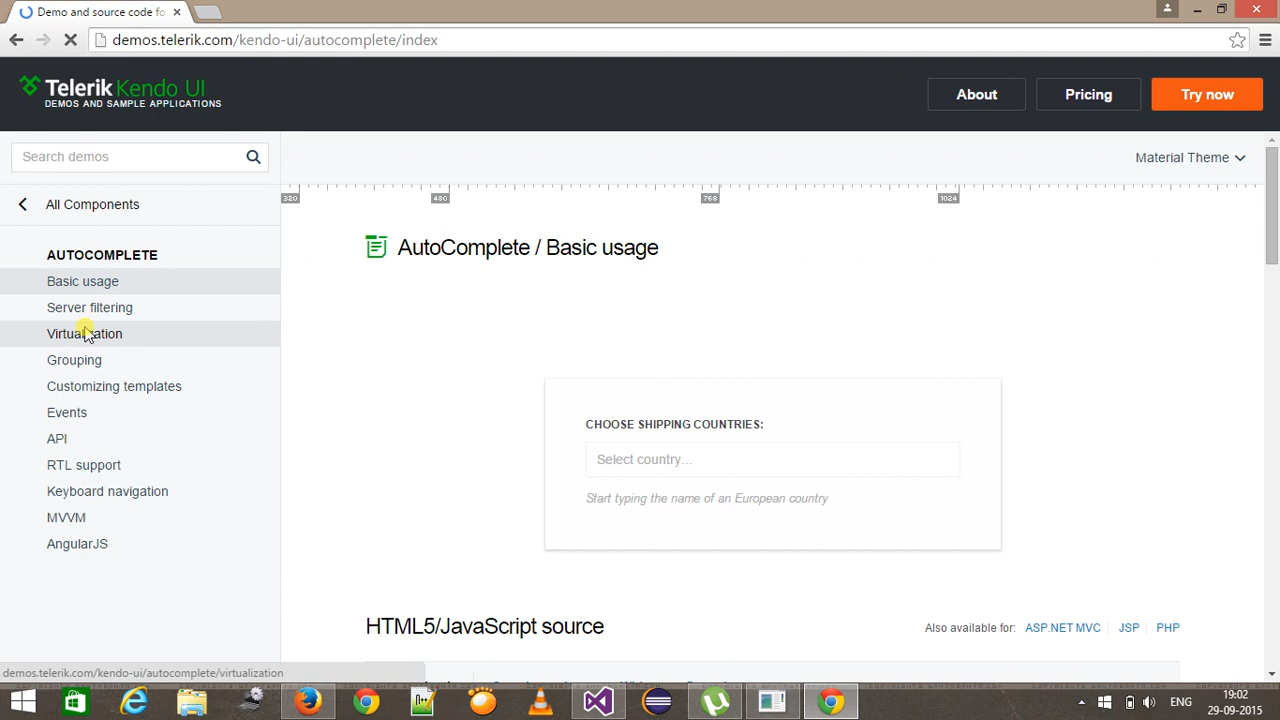 Demo and source code fo
demos.telerik.com/kendo-ui/autocomplete/index
Telerik Kendo UI
DEMOS AND SAMPLE APPLICATIONS
About
Pricing
Try now
Search demos
Material Theme
All Components
320
480
768
1024
AUTOCOMPLETE
Basic usage
Server filtering
Virtualization
Grouping
Customizing templates
Events
API
RTL support
Keyboard navigation
MVVM
AngularJS
AutoComplete / Basic usage
CHOOSE SHIPPING COUNTRIES:
Select country...
Start typing the name of an European country
HTML5/JavaScript source
Also available for: ASP.NET MVC JSP PHP
demos.telerik.com/kendo-ui/autocomplete/virtualization
ENG
19:02
29-09-2015